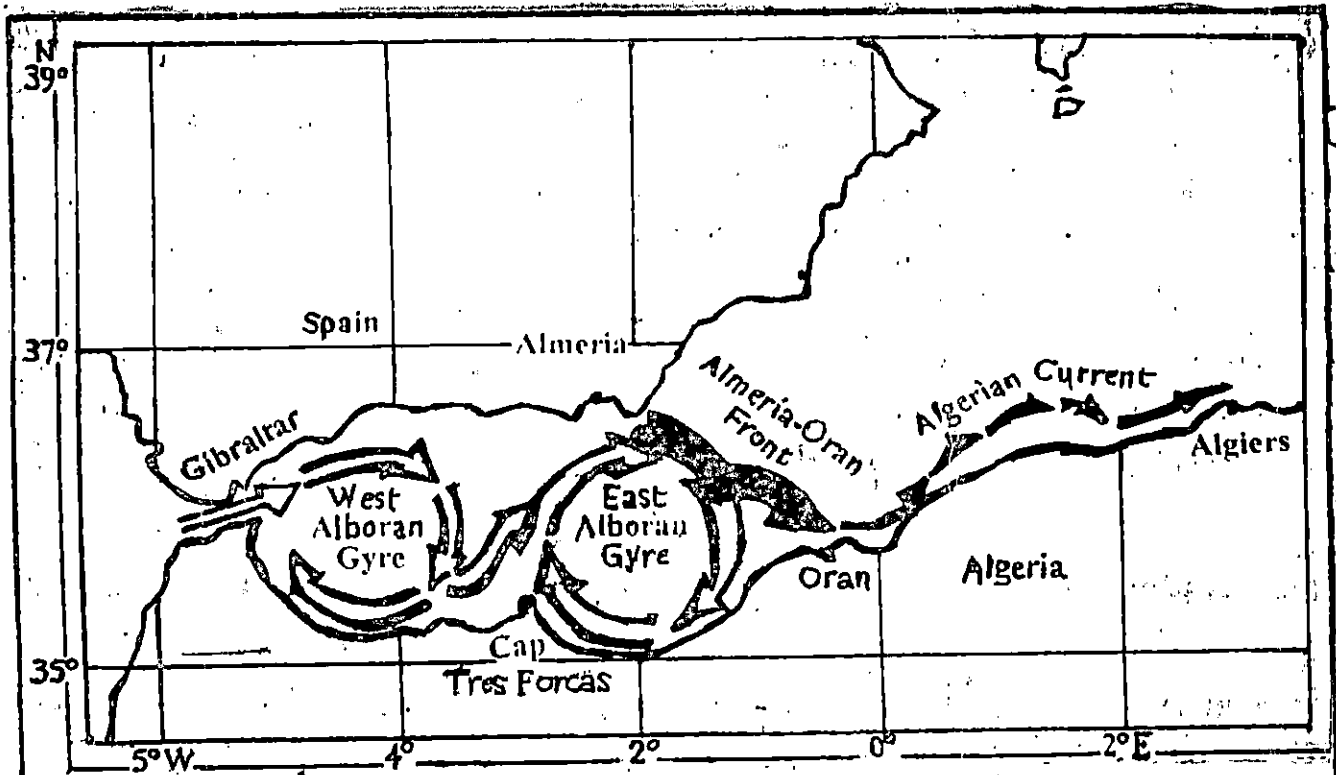 N
39°
37°
35°
Spain
Almeria
Gibraltar
Almeria-Oran
Front
Algerian Current
Algiers
West
Alboran
Gyre
East
Alboran
Gyre
Oran
Algeria
Cap
Tres Forcas
5°W
4°
2°
0°
2°E